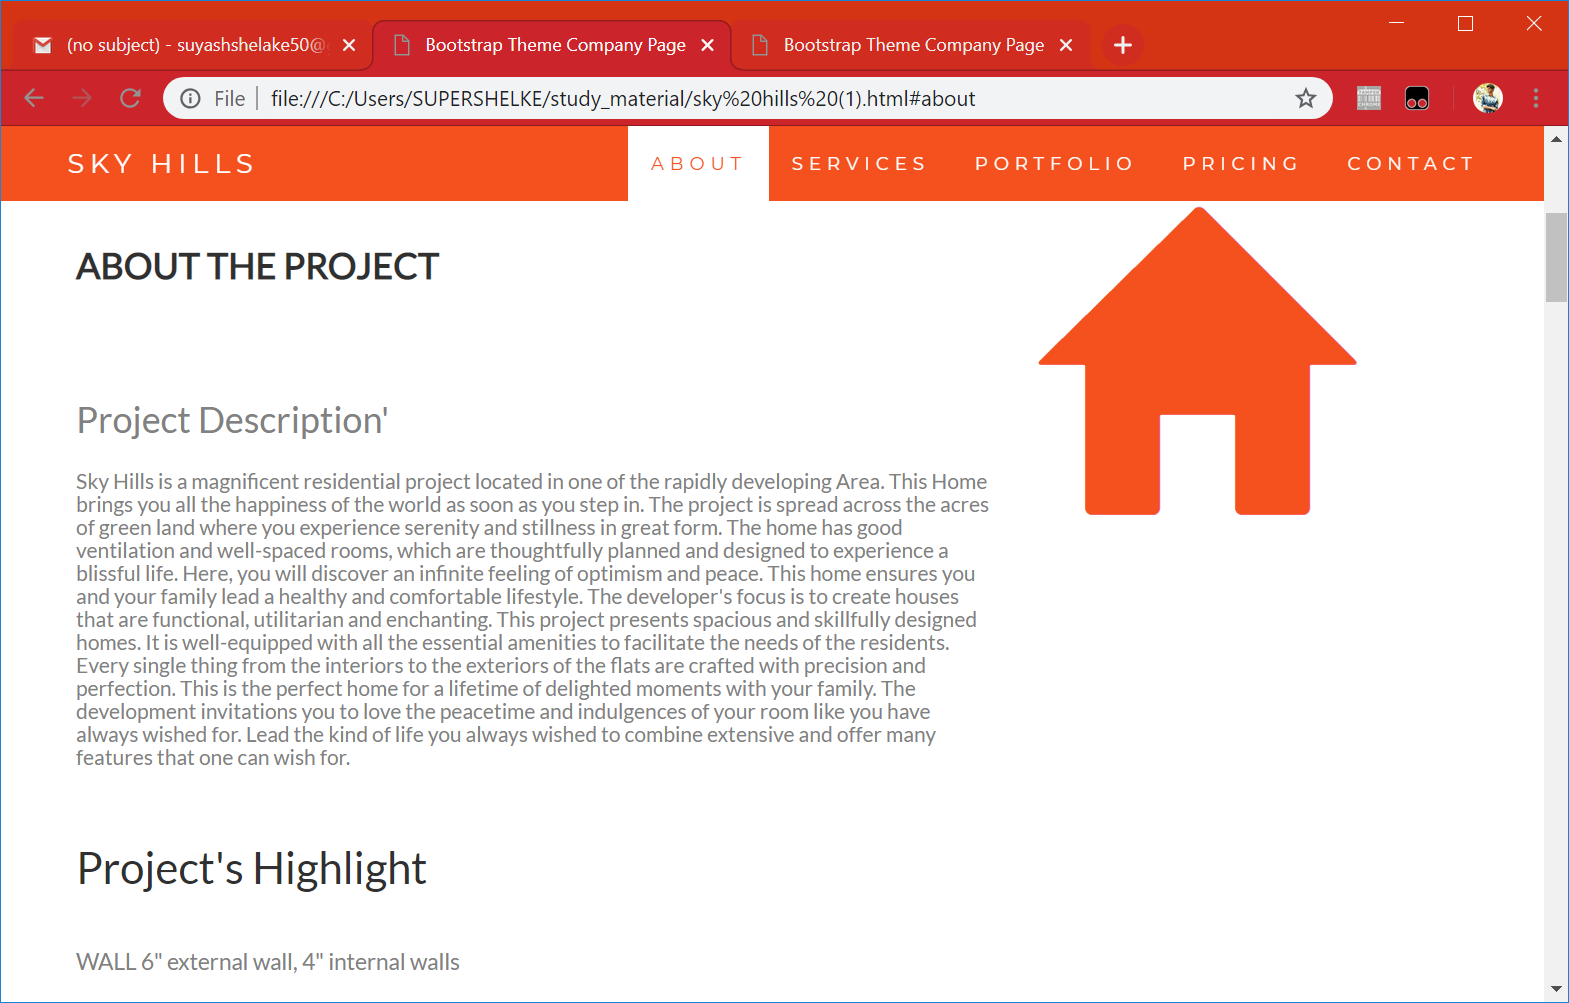 (no subject) - suyashshelake50@
Bootstrap Theme Company Page
Bootstrap Theme Company Page
File
file:///C:/Users/SUPERSHELKE/study_material/sky%20hills%20(1).html#about
SKY HILLS
ABOUT
SERVICES
PORTFOLIO
PRICING
CONTACT
ABOUT THE PROJECT
Project Description'
Sky Hills is a magnificent residential project located in one of the rapidly developing Area. This Home
brings you all the happiness of the world as soon as you step in. The project is spread across the acres
of green land where you experience serenity and stillness in great form. The home has good
ventilation and well-spaced rooms, which are thoughtfully planned and designed to experience a
blissful life. Here, you will discover an infinite feeling of optimism and peace. This home ensures you
and your family lead a healthy and comfortable lifestyle. The developer's focus is to create houses
that are functional, utilitarian and enchanting. This project presents spacious and skillfully designed
homes. It is well-equipped with all the essential amenities to facilitate the needs of the residents.
Every single thing from the interiors to the exteriors of the flats are crafted with precision and
perfection. This is the perfect home for a lifetime of delighted moments with your family. The
development invitations you to love the peacetime and indulgences of your room like you have
always wished for. Lead the kind of life you always wished to combine extensive and offer many
features that one can wish for.
Project's Highlight
WALL 6" external wall, 4" internal walls